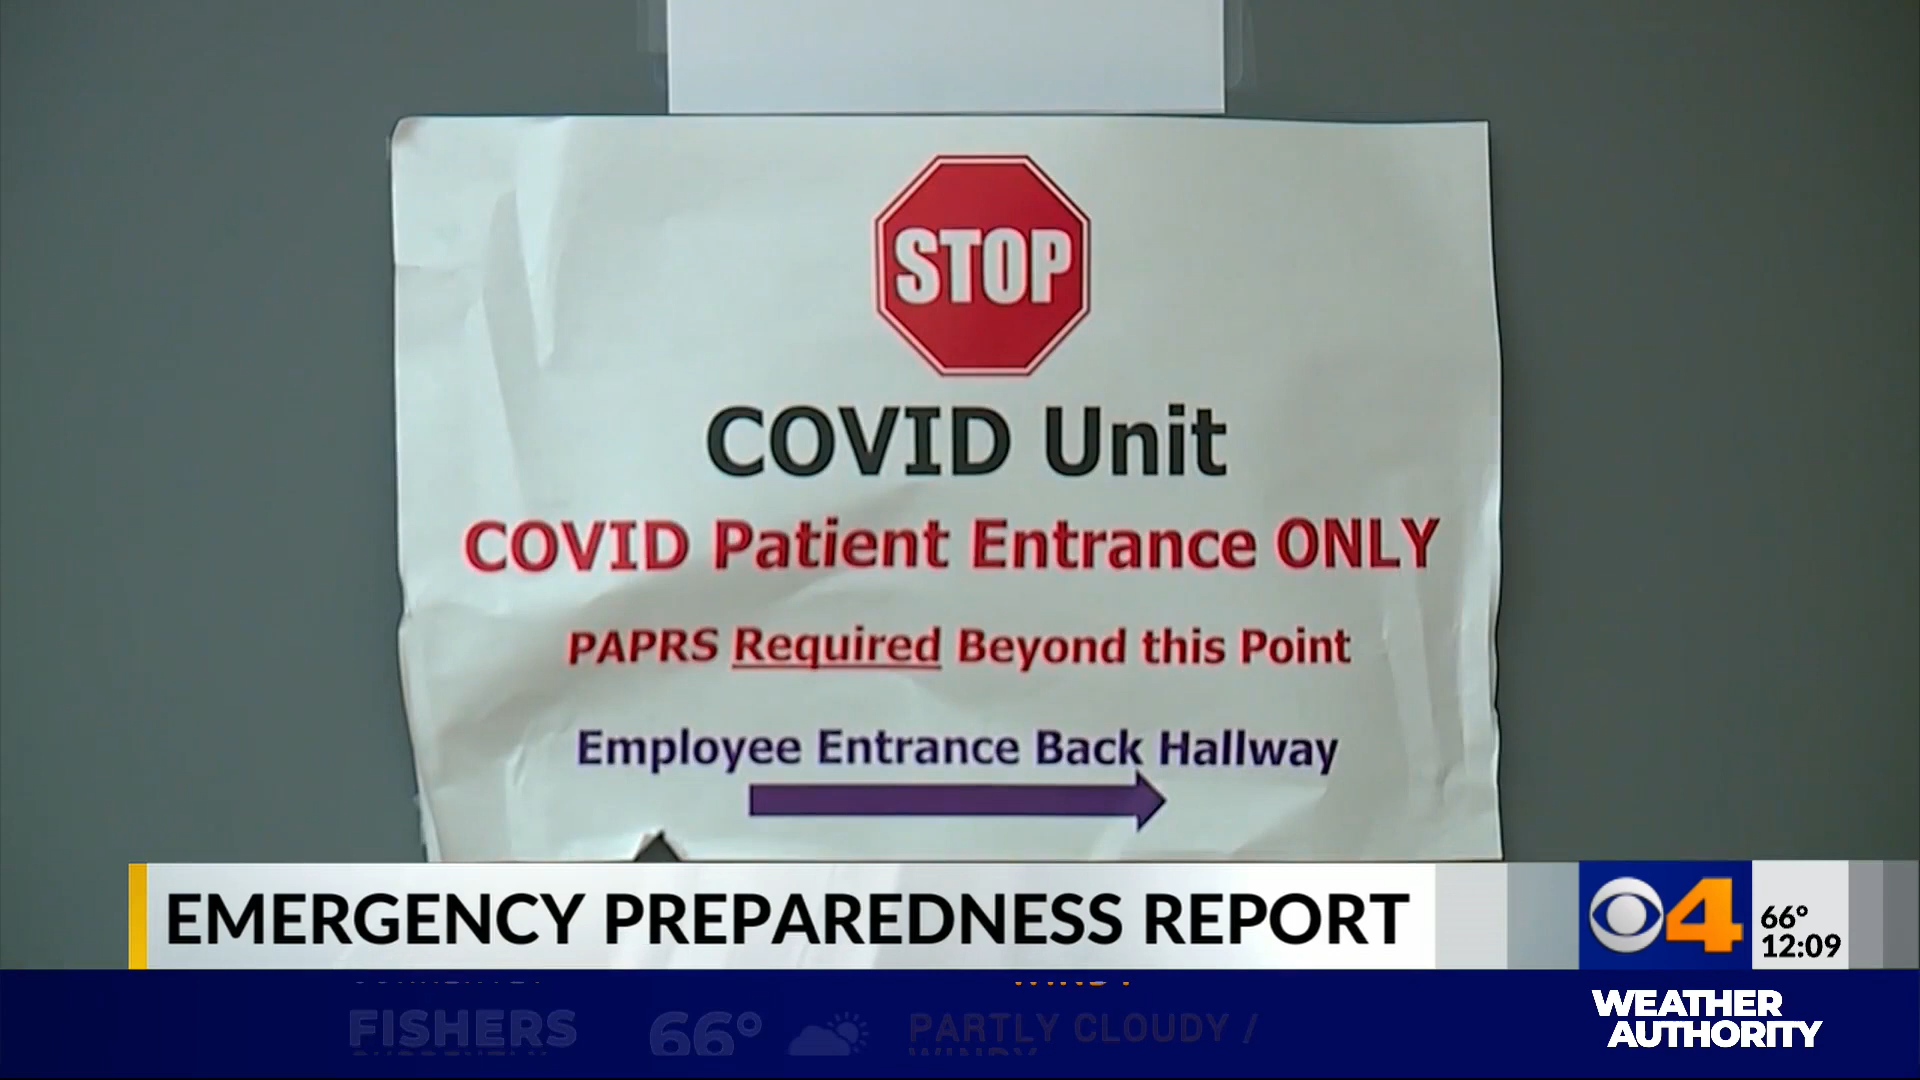 STOP
COVID Unit
COVID Patient Entrance ONLY
PAPRS Required Beyond this Point
Employee Entrance Back Hallway
EMERGENCY PREPAREDNESS REPORT
4
66°
12:09
FISHERS 66° PARTLY CLOUDY /
WINDY
WEATHER
AUTHORITY